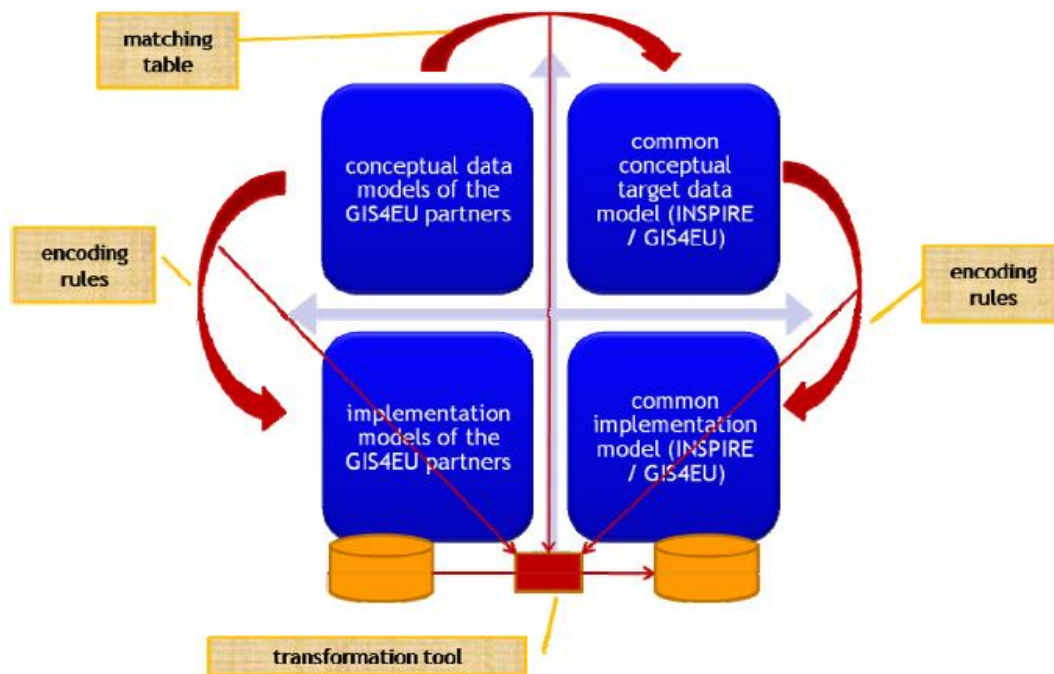 matching
table
conceptual data
models of the
GIS4EU partners
common
conceptual
target data
model (INSPIRE
/ GIS4EU)
encoding
rules
encoding
rules
implementation
models of the
GIS4EU partners
common
implementation
model (INSPIRE
/ GIS4EU)
transformation tool